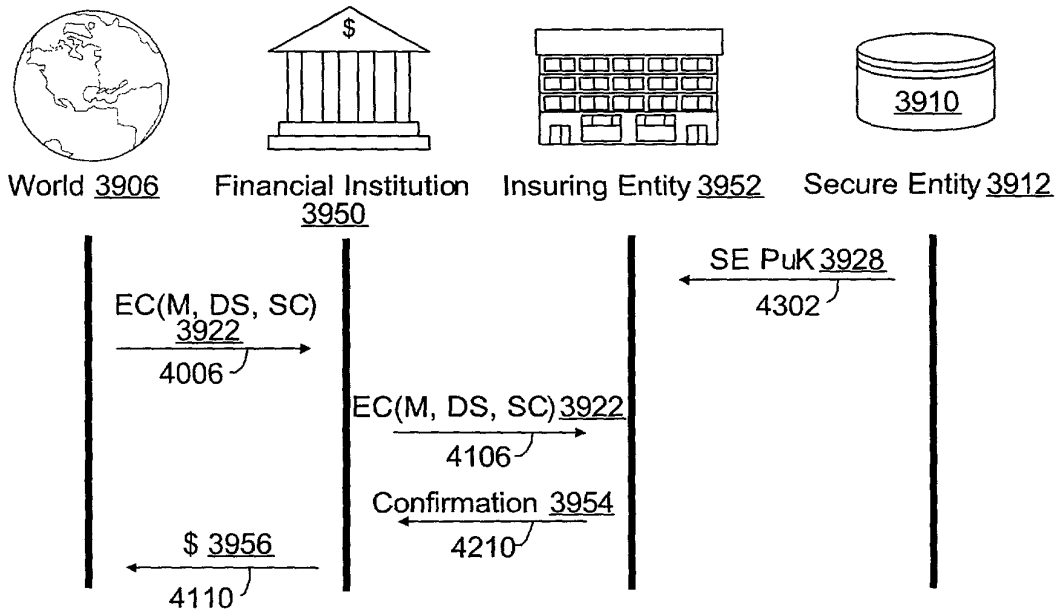 $
3910
World 3906
Financial Institution
3950
Insuring Entity 3952
Secure Entity 3912
SE PuK 3928
4302
EC(M, DS, SC)
3922
4006
EC(M, DS, SC) 3922
4106
Confirmation 3954
4210
$ 3956
4110